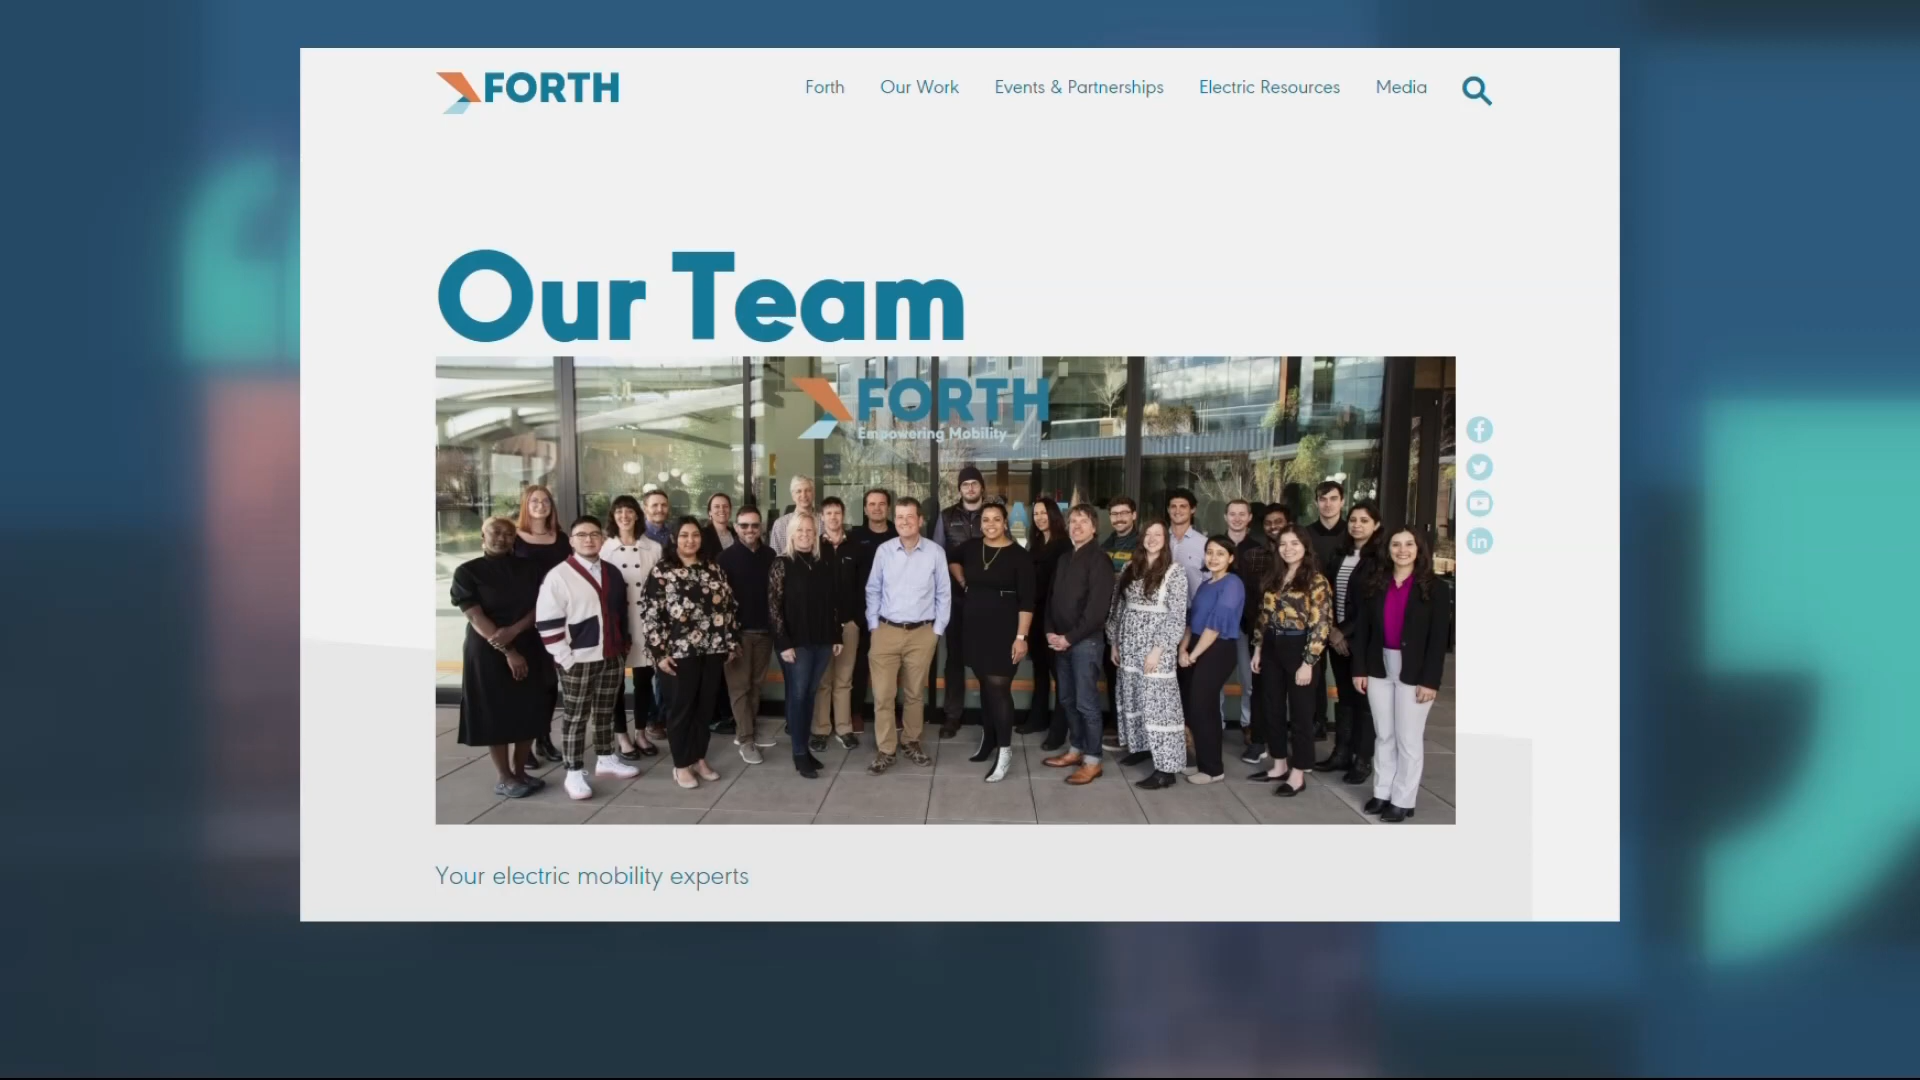 FORTH
Forth
Our Work
Events & Partnerships
Electric Resources
Media
Our Team
FORTH
Empowering Mobility
Your electric mobility experts